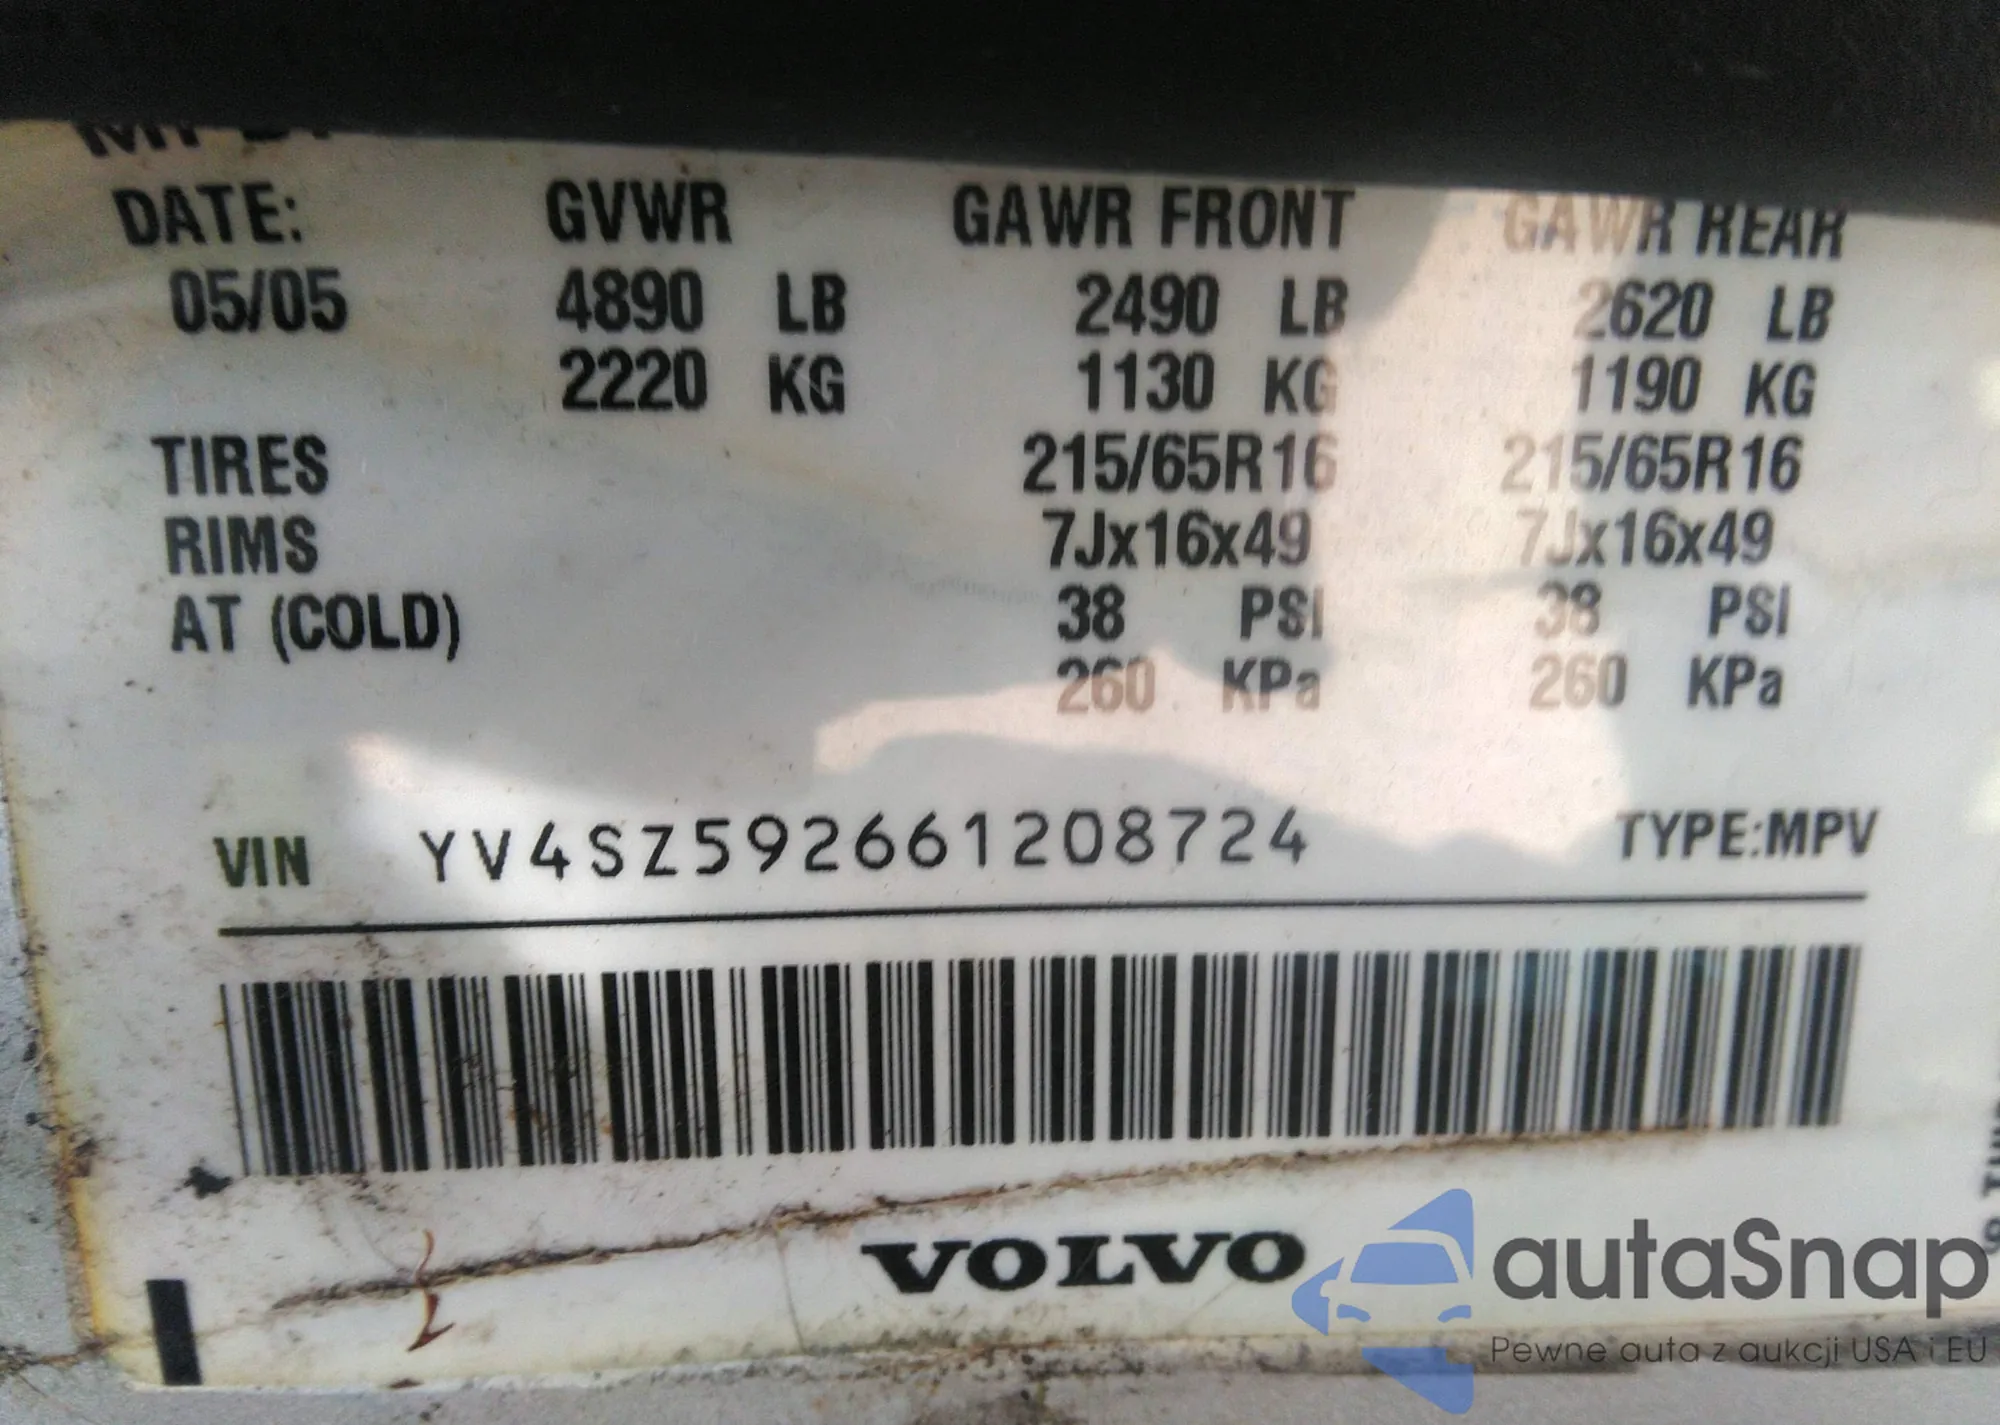 DATE: GVWR GAWR FRONT GAWR REAR
05/05 4890 LB 2490 LB 2620 LB
2220 KG 1130 KG 1190 KG
TIRES 215/65R16 215/65R16
RIMS 7Jx16x49 7Jx16x49
AT (COLD) 38 PSI 38 PSI
260 KPa 260 KPa
VIN YV4SZ592661208724 TYPE:MPV
VOLVO
autaSnap
Pewne auta z aukcji USA i EU